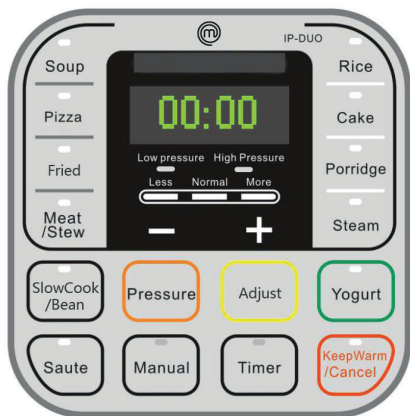 IP-DUO
Soup
Rice
Pizza
00:00
Cake
Fried
Low pressure High Pressure
Porridge
Less Normal More
Meat
/Stew
− +
Steam
SlowCook
/Bean
Pressure
Adjust
Yogurt
Saute
Manual
Timer
KeepWarm
/Cancel